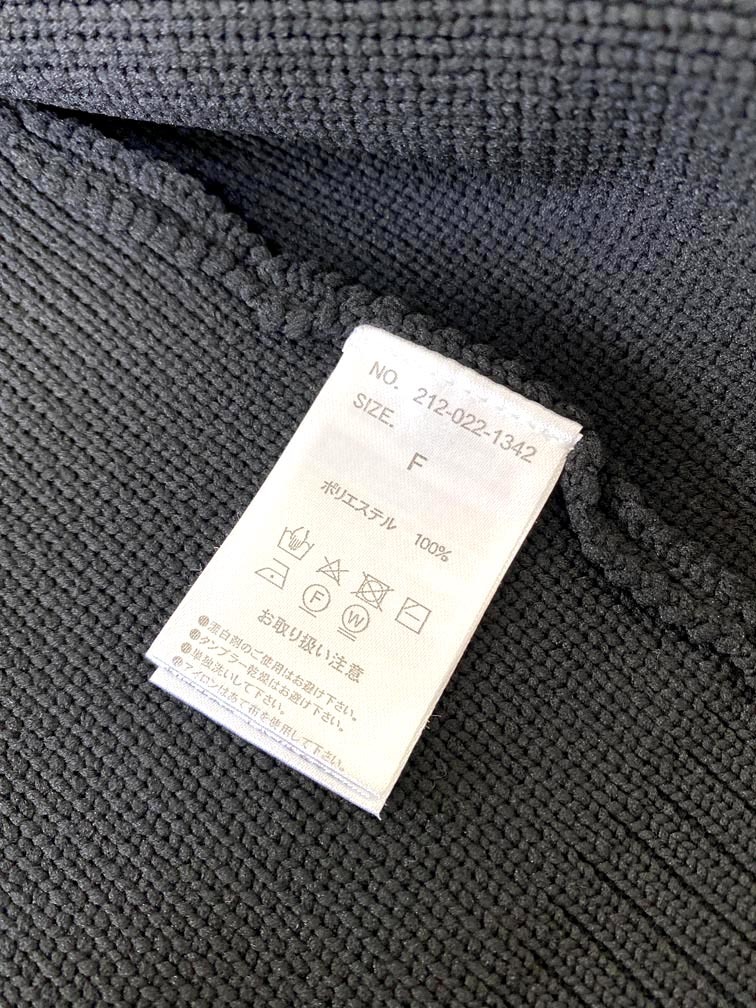 NO. 212-022-1342
SIZE.
F
ポリエステル 100%
F W
お取り扱い注意
漂白剤のご使用はお避け下さい。
タンブラー乾燥はお避け下さい。
単独洗いして下さい。
アイロンはあて布を使用して下さい。